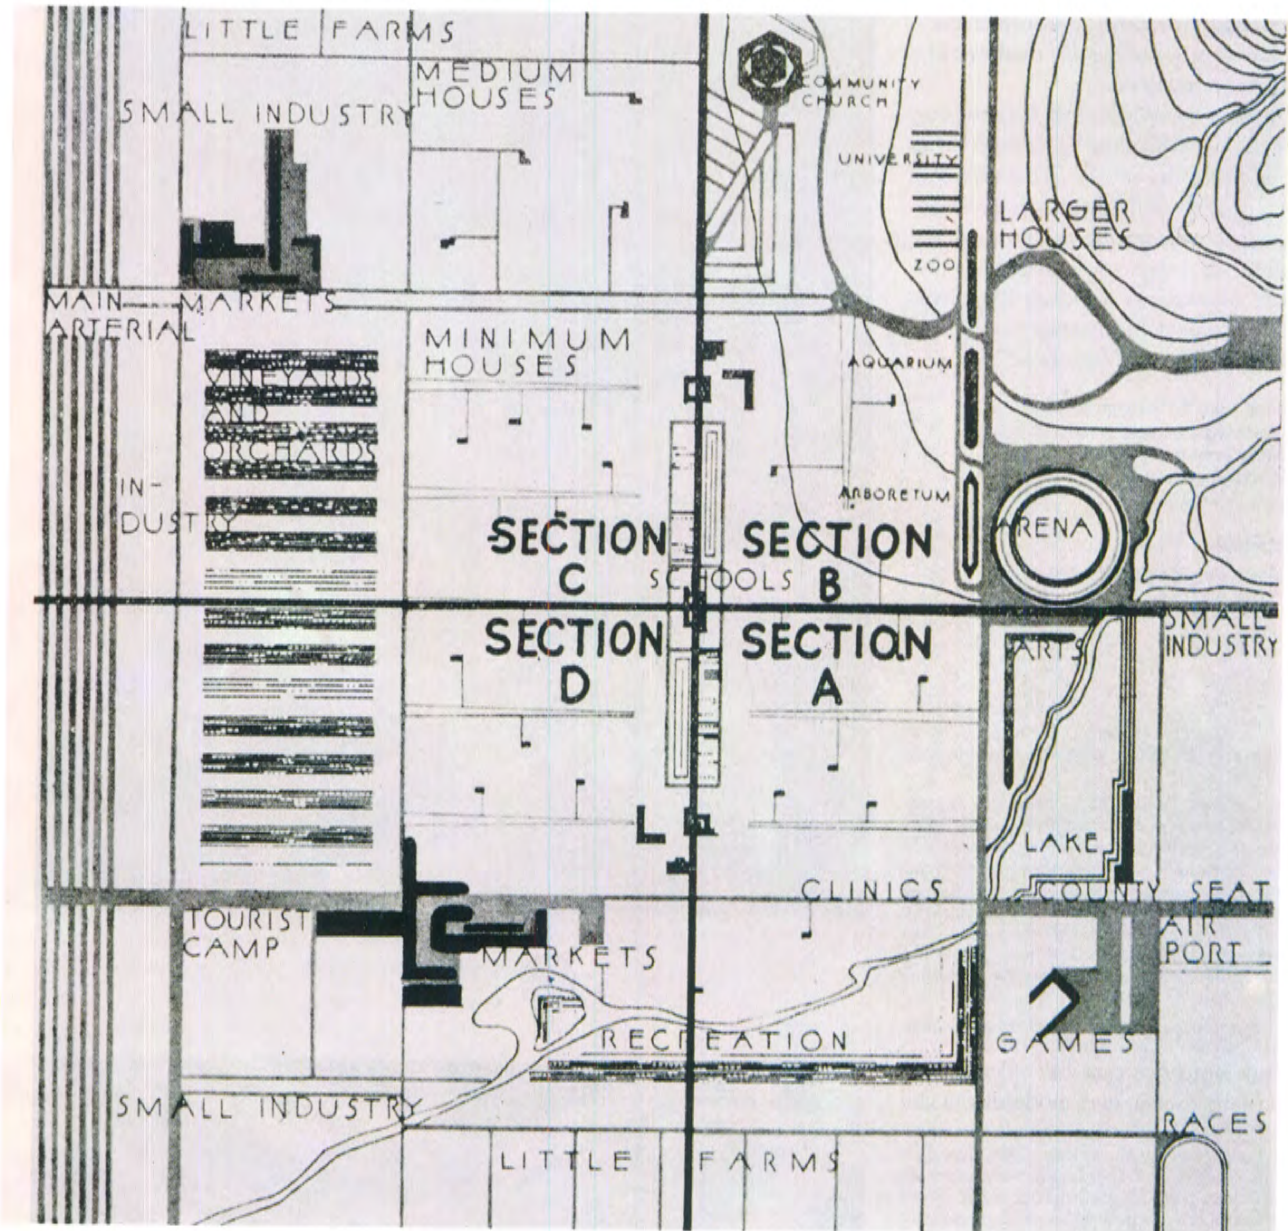 LITTLE FARMS
MEDIUM
HOUSES
SMALL INDUSTRY
COMMUNITY
CHURCH
UNIVERSITY
LARGER
HOUSES
ZOO
MAIN
ARTERIAL
MARKETS
MINIMUM
HOUSES
VINEYARDS
AND
ORCHARDS
AQUARIUM
IN-
DUSTRY
ARBORETUM
ARENA
SECTION
C
SECTION
B
SCHOOLS
SECTION
D
SECTION
A
ARTS
SMALL
INDUSTRY
LAKE
CLINICS
COUNTY SEAT
TOURIST
CAMP
MARKETS
AIR
PORT
RECREATION
GAMES
SMALL INDUSTRY
RACES
LITTLE FARMS